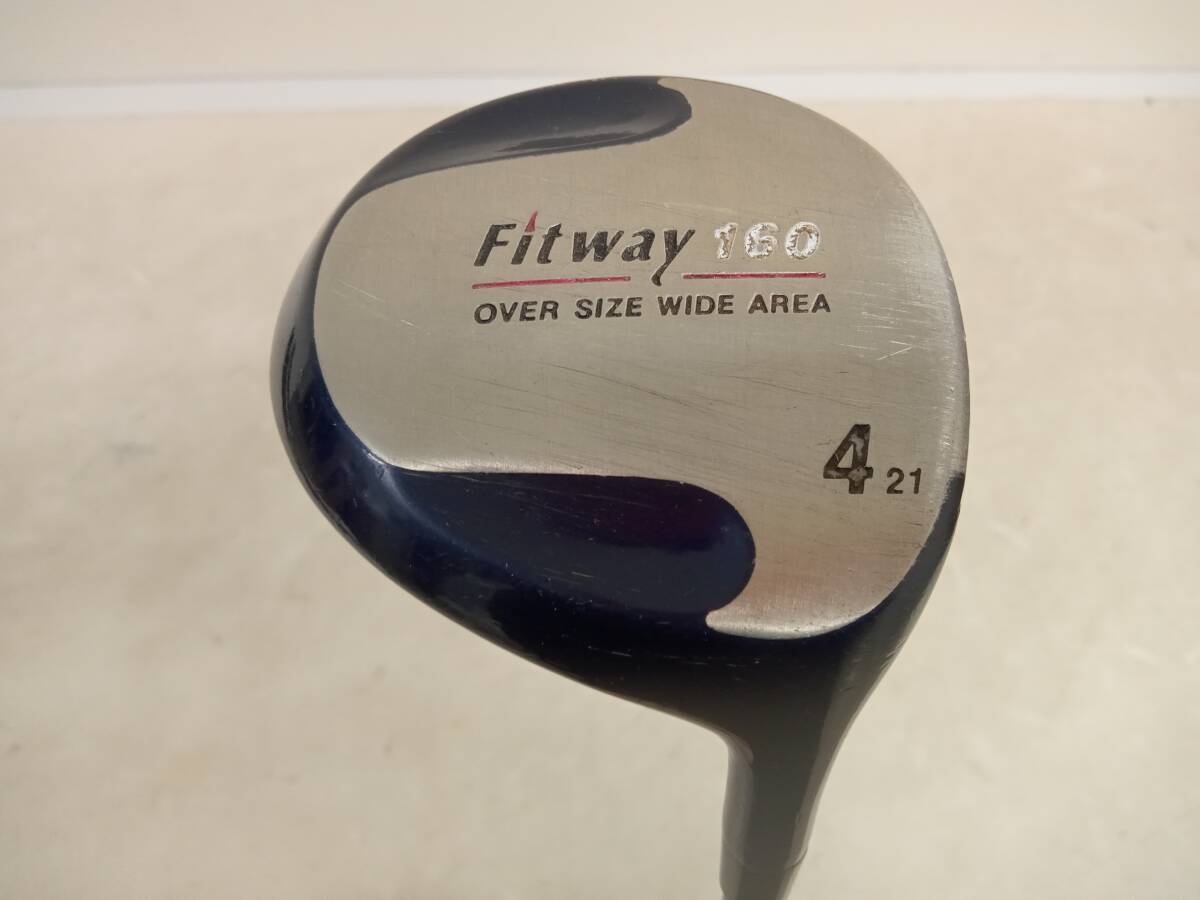 Fitway 160
OVER SIZE WIDE AREA
4 21